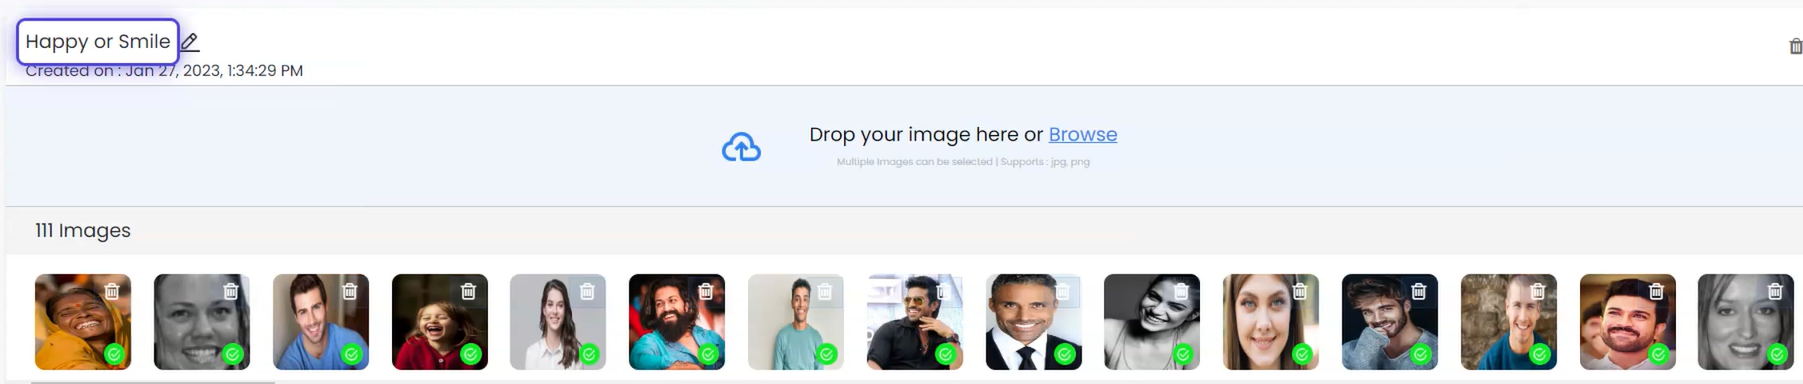 Happy or Smile
Created on : Jan 27, 2023, 1:34:29 PM
Drop your image here or Browse
Multiple Images can be selected | Supports : jpg, png
111 Images